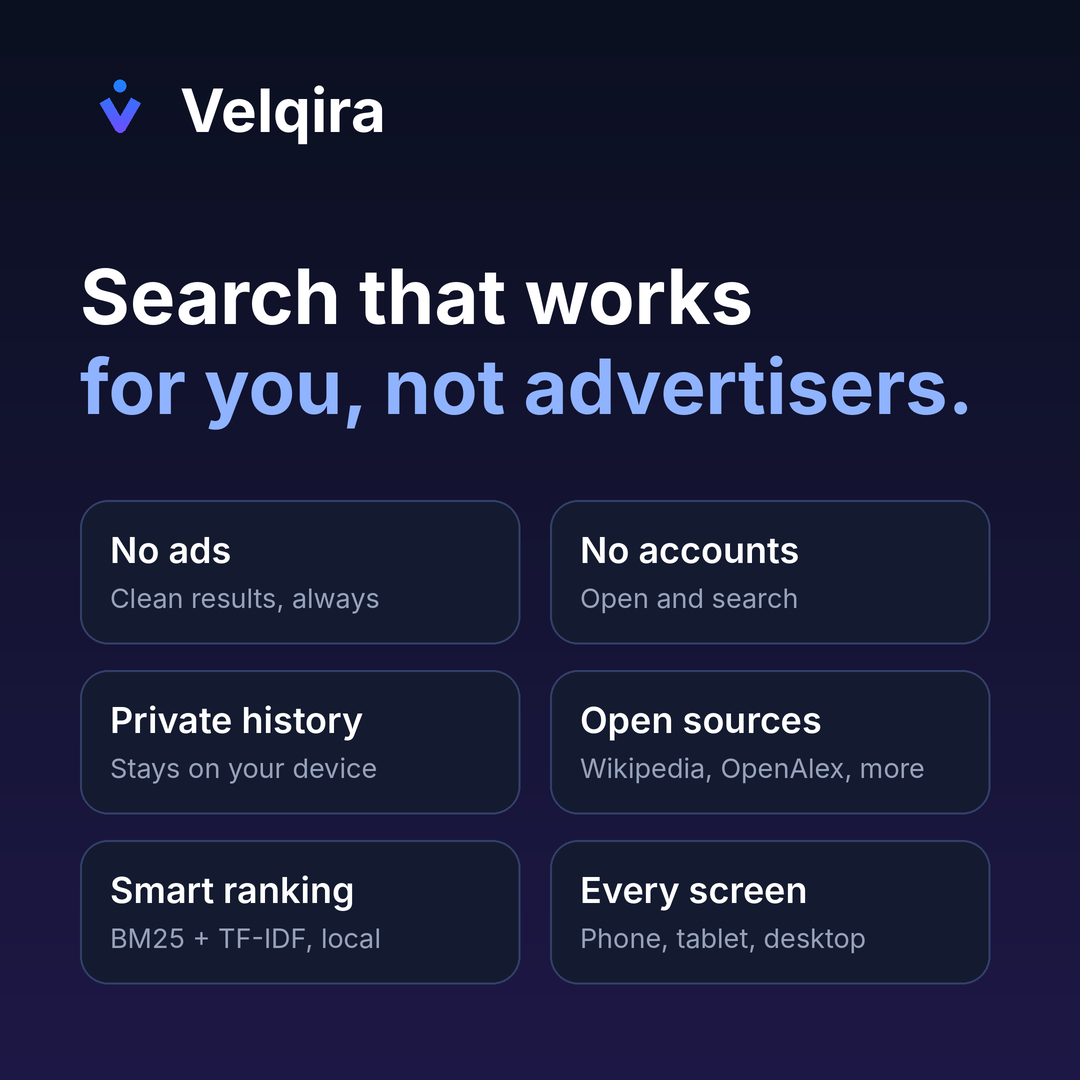 Velqira
Search that works
for you, not advertisers.
No ads
Clean results, always
No accounts
Open and search
Private history
Stays on your device
Open sources
Wikipedia, OpenAlex, more
Smart ranking
BM25 + TF-IDF, local
Every screen
Phone, tablet, desktop